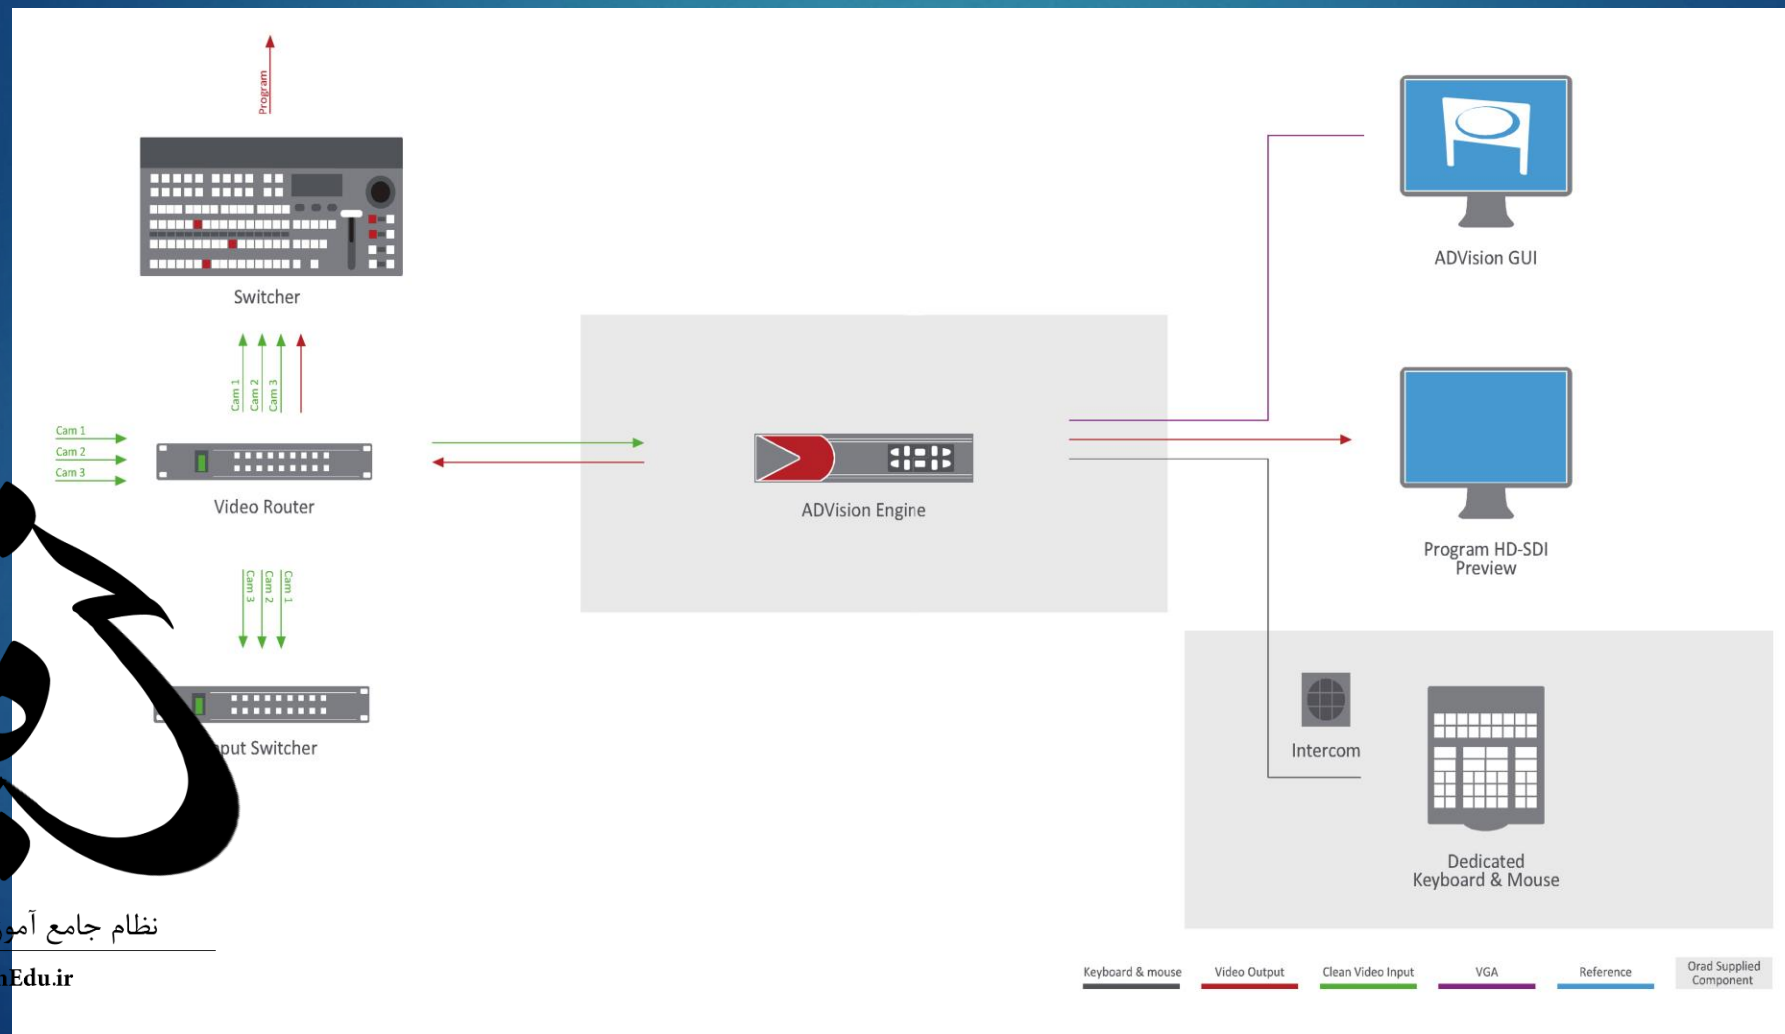 Program
Switcher
Cam 1
Cam 2
Cam 3
Cam 1
Cam 2
Cam 3
Video Router
ADVision Engine
Cam 3
Cam 2
Cam 1
Switcher
ADVision GUI
Program HD-SDI
Preview
Intercom
Dedicated
Keyboard & Mouse
نظام جامع
Edu.ir
Keyboard & mouse
Video Output
Clean Video Input
VGA
Reference
Orad Supplied
Component